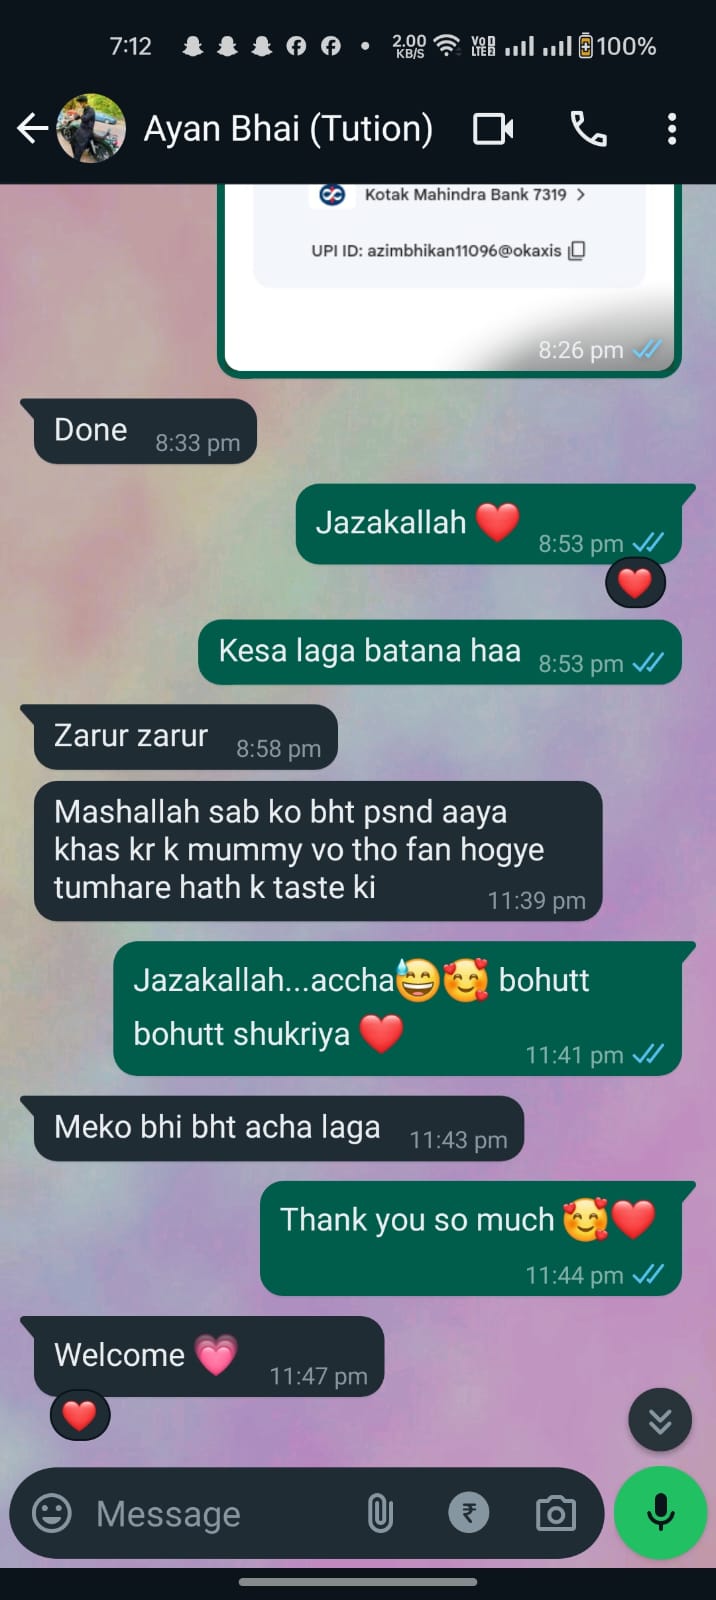 7:12
2.00 KB/S
VoD LTE2
100%
Ayan Bhai (Tution)
Kotak Mahindra Bank 7319 >
UPI ID: azimbhikan11096@okaxis
8:26 pm
Done 8:33 pm
Jazakallah ❤️ 8:53 pm
❤️
Kesa laga batana haa 8:53 pm
Zarur zarur 8:58 pm
Mashallah sab ko bht psnd aaya
khas kr k mummy vo tho fan hogye
tumhare hath k taste ki 11:39 pm
Jazakallah...accha😅🥰 bohutt
bohutt shukriya ❤️ 11:41 pm
Meko bhi bht acha laga 11:43 pm
Thank you so much 🥰❤️
11:44 pm
Welcome 💗 11:47 pm
❤️
Message
₹